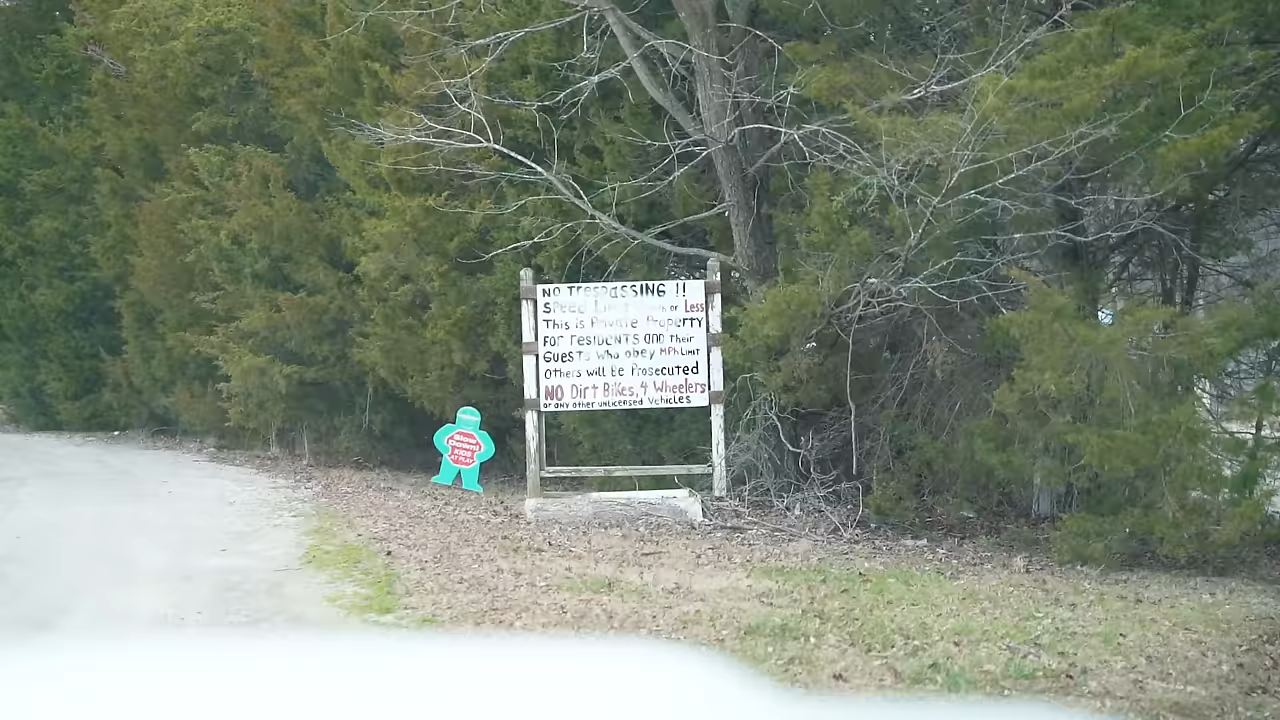 NO TRESPASSING !!
SPEED Limit or Less
This is Private Property
FOR RESIDENTS and their
GUESTS who obey MPh Limit
Others will BE Prosecuted
NO Dirt Bikes, 4 Wheelers
or any other unlicensed Vehicles
Slow
Down!
KIDS
AT PLAY